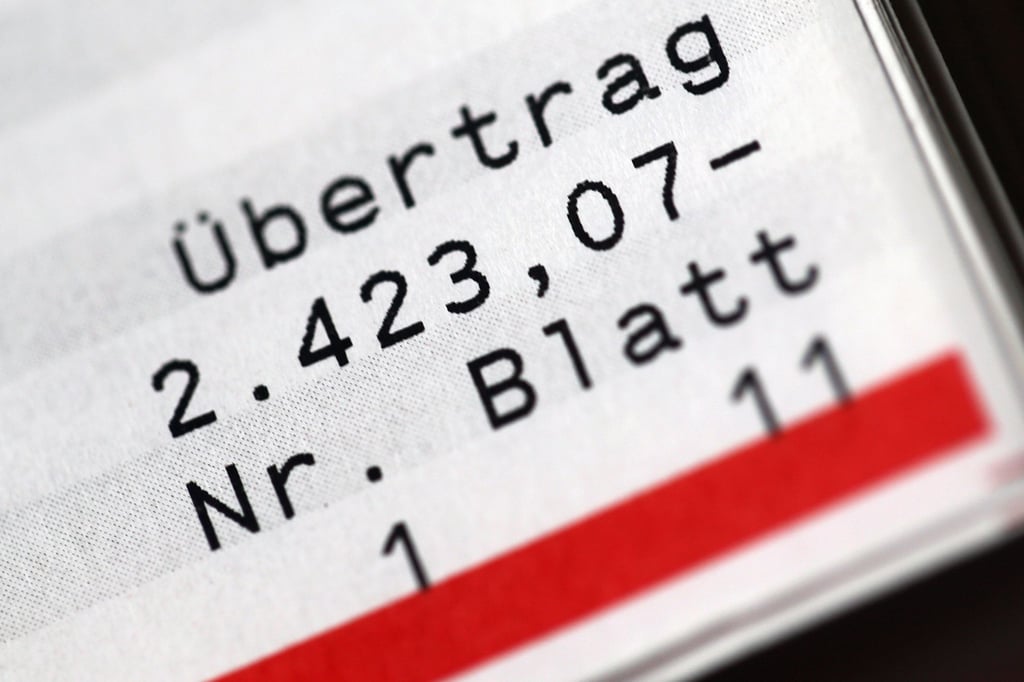 Übertrag
2.423,07-
Nr. Blatt
1 11